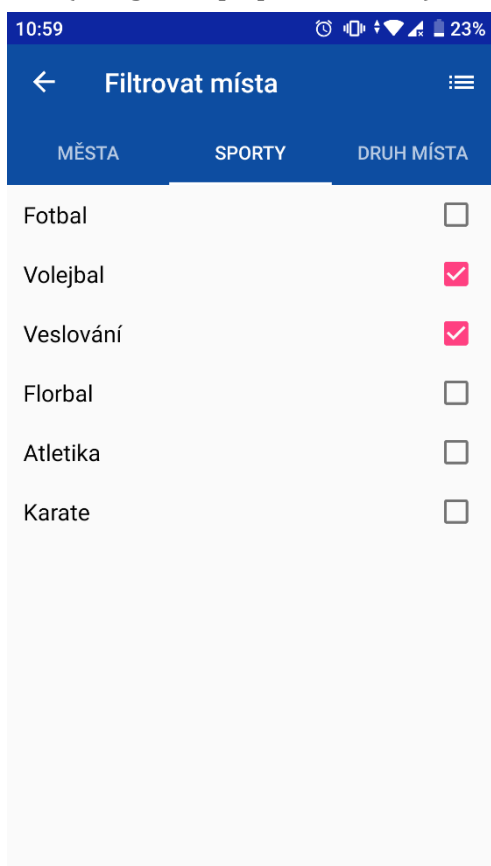 10:59 23%
Filtrovat místa
MĚSTA SPORTY DRUH MÍSTA
Fotbal
Volejbal
Veslování
Florbal
Atletika
Karate